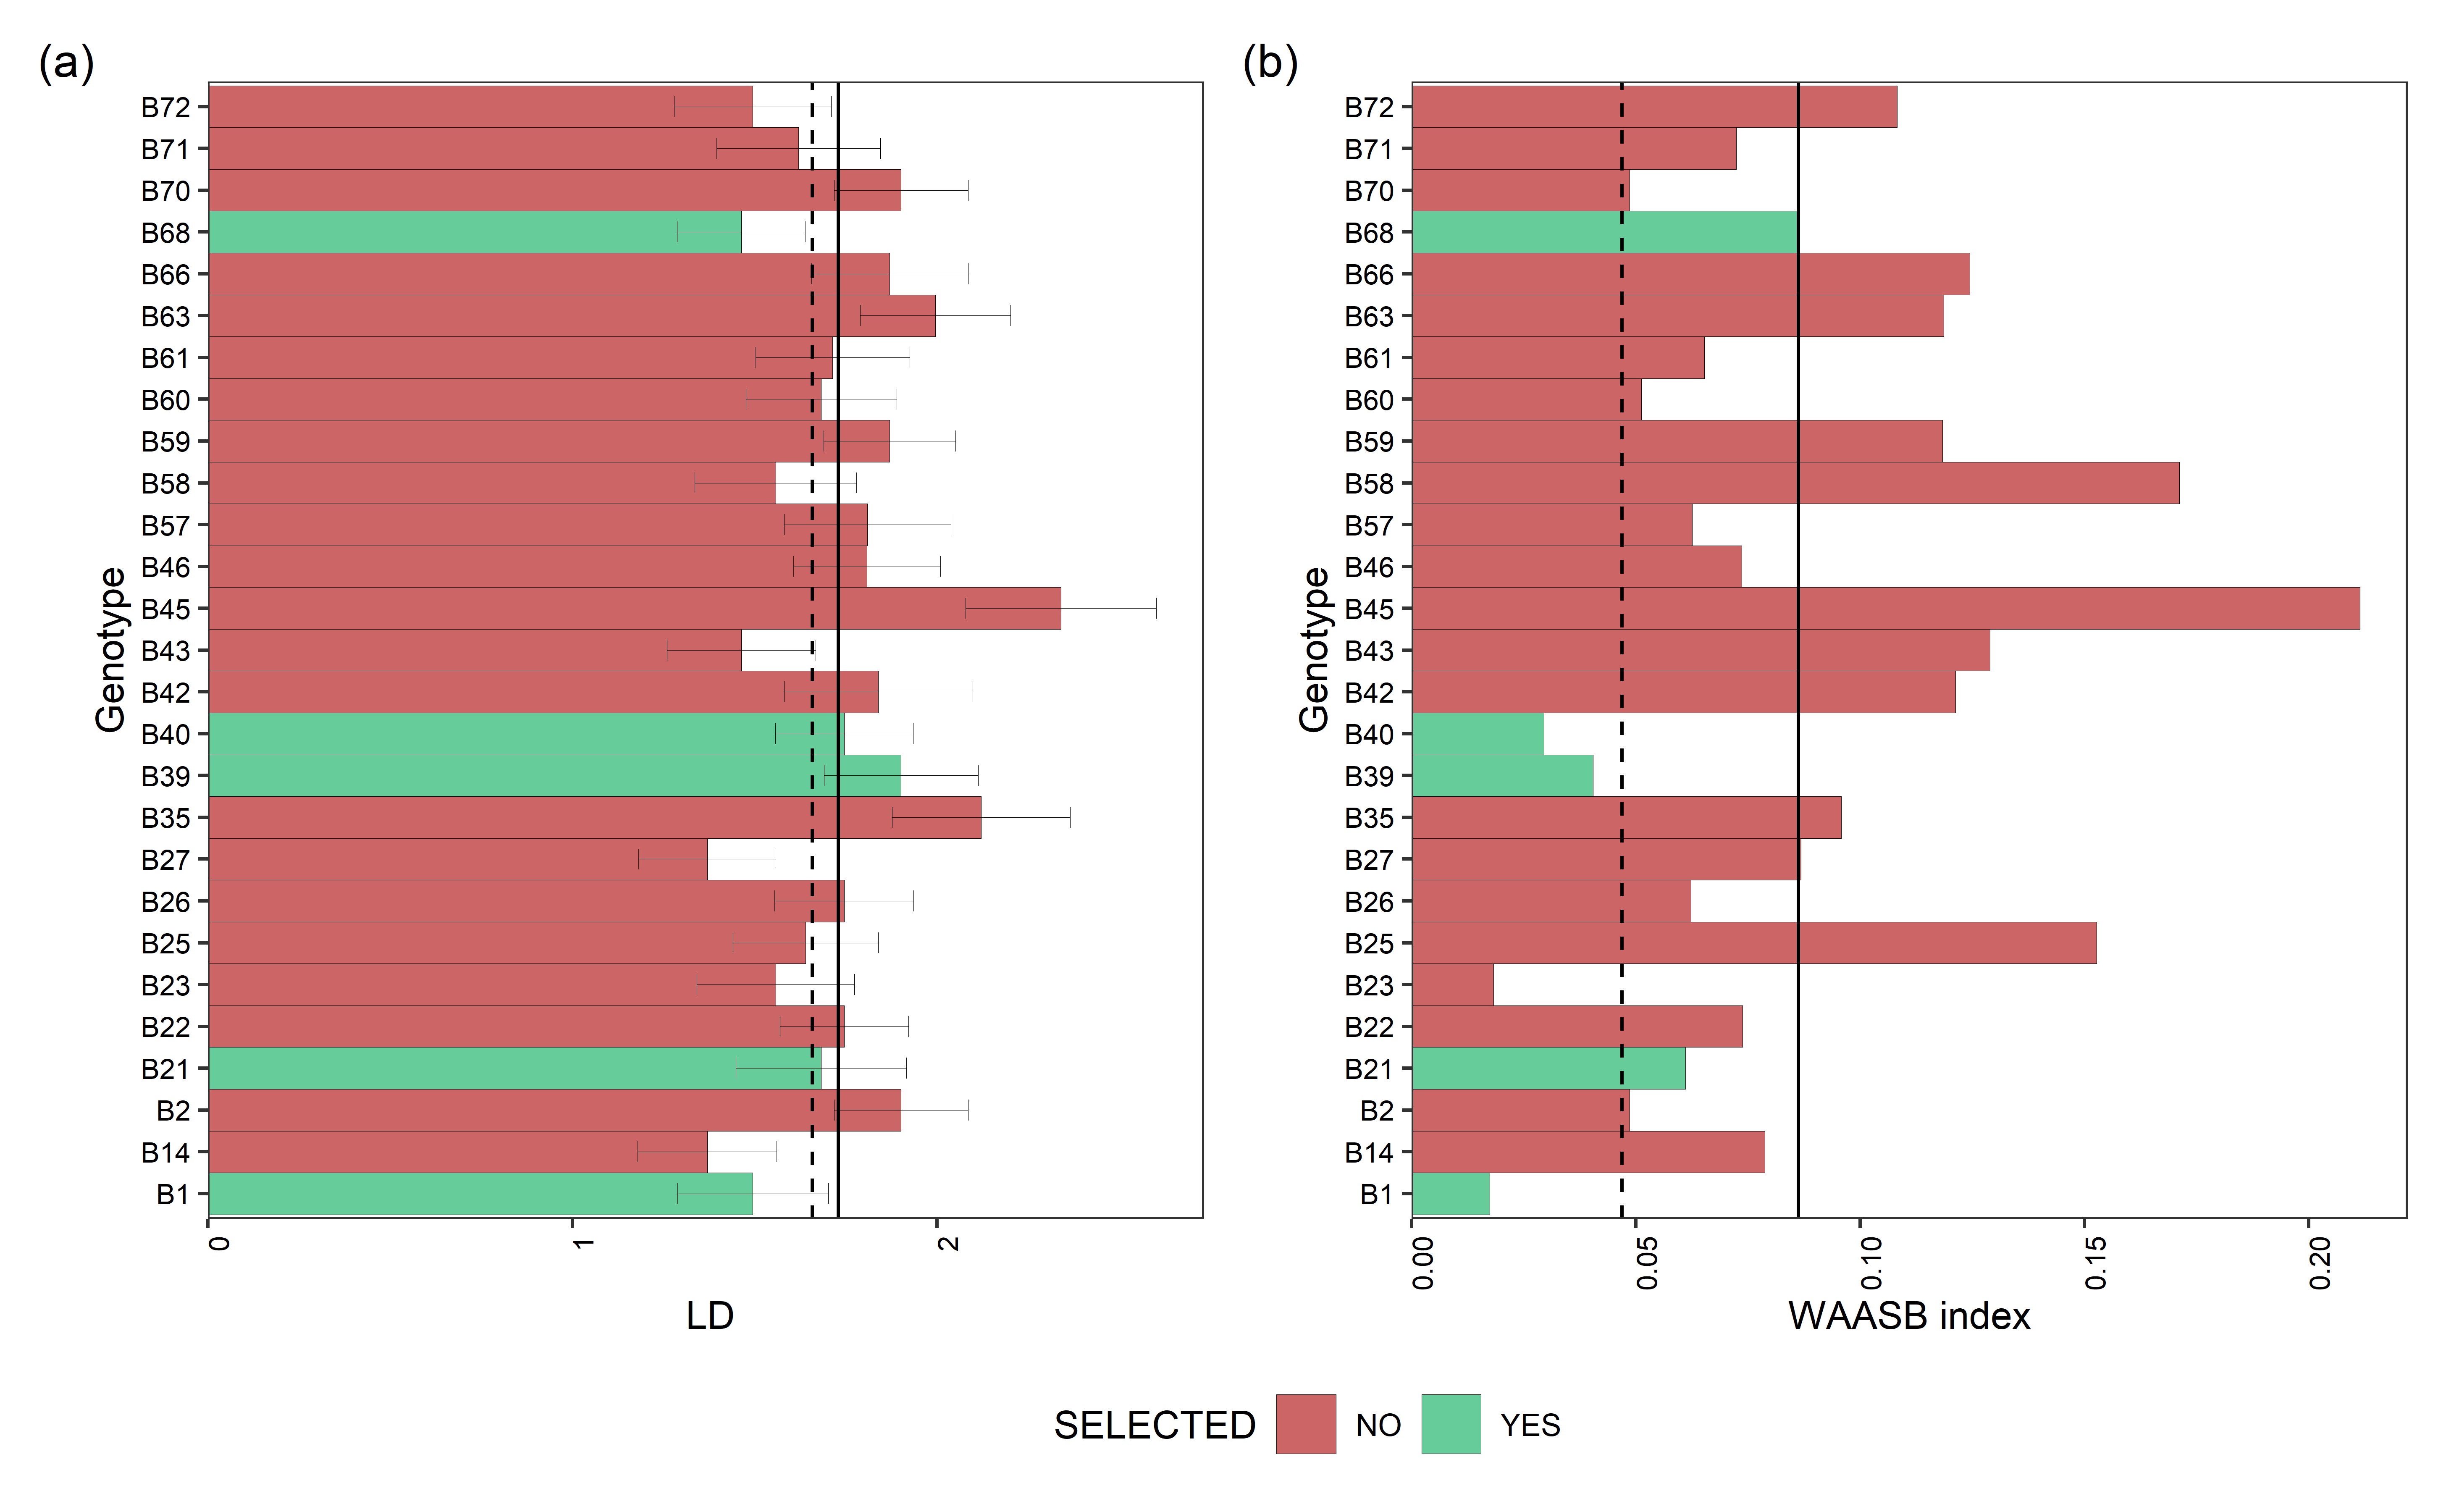 (a)
Genotype
B72
B71
B70
B68
B66
B63
B61
B60
B59
B58
B57
B46
B45
B43
B42
B40
B39
B35
B27
B26
B25
B23
B22
B21
B2
B14
B1
0
1
2
LD
(b)
Genotype
B72
B71
B70
B68
B66
B63
B61
B60
B59
B58
B57
B46
B45
B43
B42
B40
B39
B35
B27
B26
B25
B23
B22
B21
B2
B14
B1
0.00
0.05
0.10
0.15
0.20
WAASB index
SELECTED NO YES